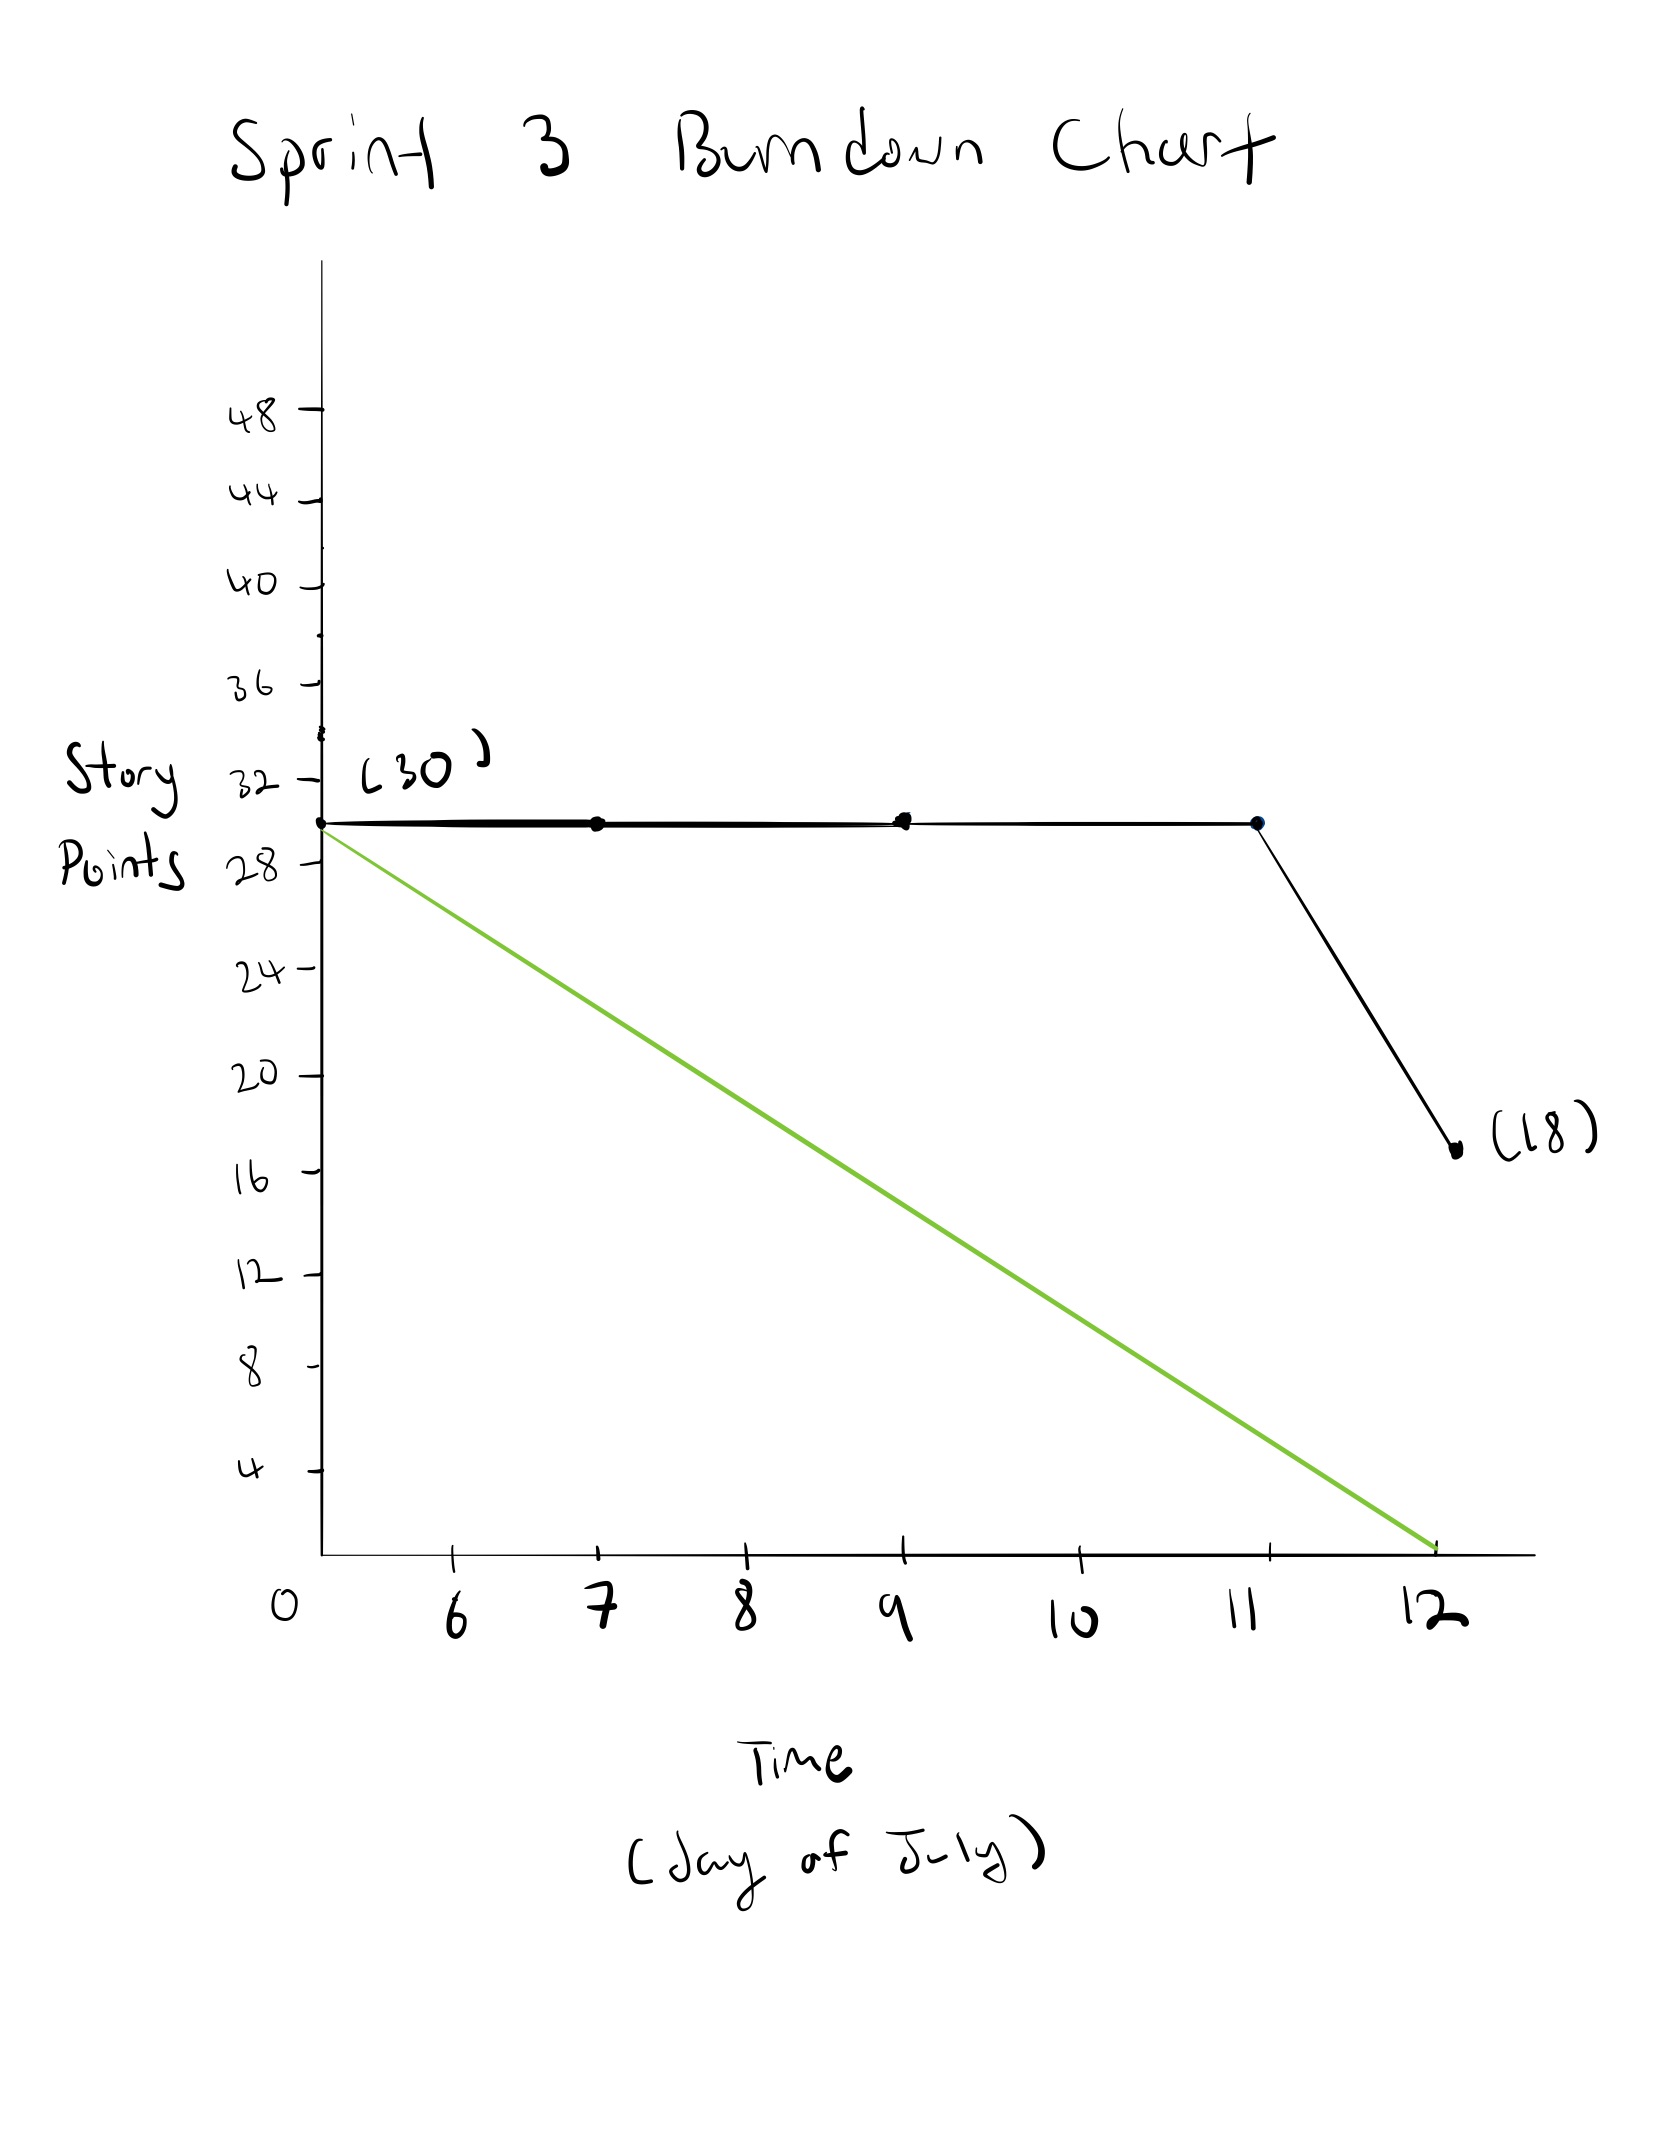 Sprint 3 Burndown Chart
48
44
40
36
Story
Points
32
(30)
28
24
20
(18)
16
12
8
4
0 6 7 8 9 10 11 12
Time
(day of July)